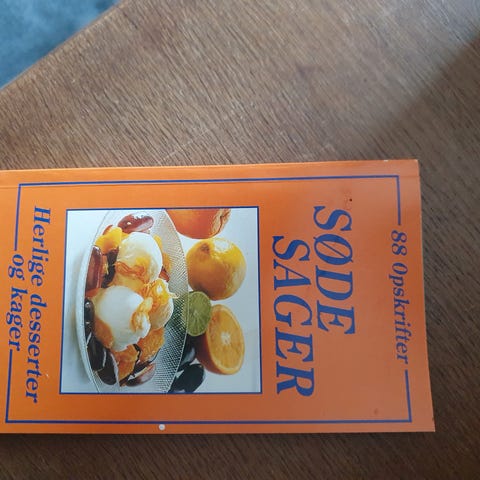 88 Opskrifter
SØDE
SAGER
Herlige desserter
og kager